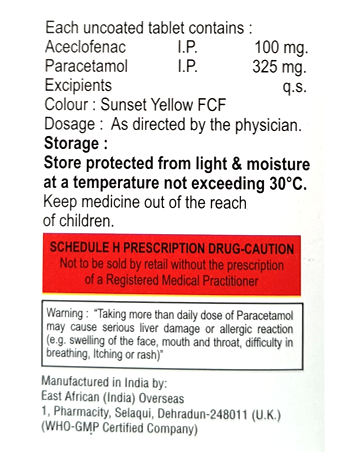 Each uncoated tablet contains :
Aceclofenac I.P. 100 mg.
Paracetamol I.P. 325 mg.
Excipients q.s.
Colour : Sunset Yellow FCF
Dosage : As directed by the physician.
Storage :
Store protected from light & moisture
at a temperature not exceeding 30°C.
Keep medicine out of the reach
of children.
SCHEDULE H PRESCRIPTION DRUG-CAUTION
Not to be sold by retail without the prescription
of a Registered Medical Practitioner
Warning : "Taking more than daily dose of Paracetamol
may cause serious liver damage or allergic reaction
(e.g. swelling of the face, mouth and throat, difficulty in
breathing, Itching or rash)"
Manufactured in India by:
East African (India) Overseas
1, Pharmacity, Selaqui, Dehradun-248011 (U.K.)
(WHO-GMP Certified Company)